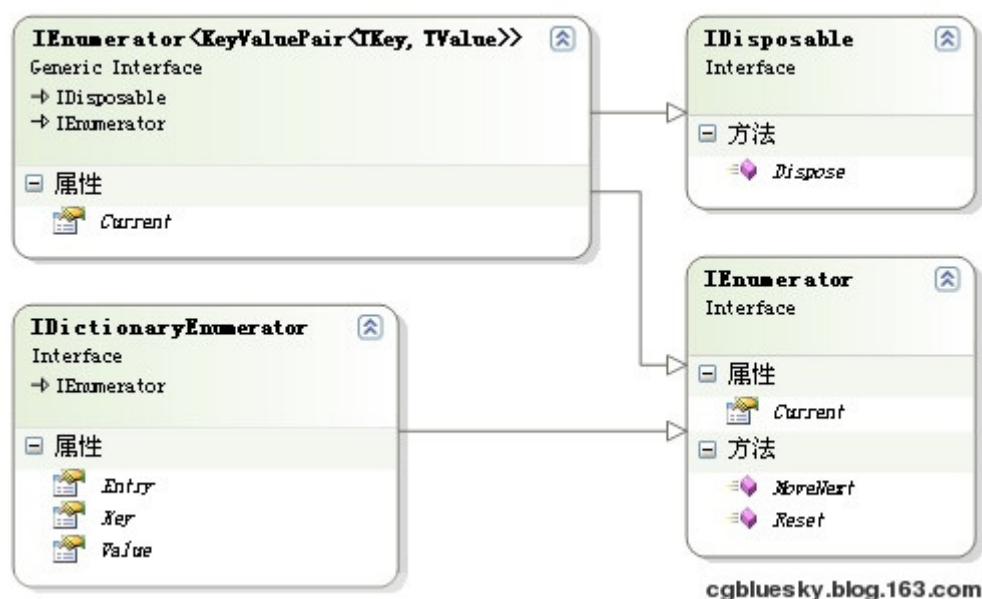 IEnumerator<KeyValuePair<TKey, TValue>>
Generic Interface
IDisposable
IEnumerator
属性
Current
IDisposable
Interface
方法
Dispose
IDictionaryEnumerator
Interface
IEnumerator
属性
Entry
Key
Value
IEnumerator
Interface
属性
Current
方法
MoveNext
Reset
cgbluesky.blog.163.com